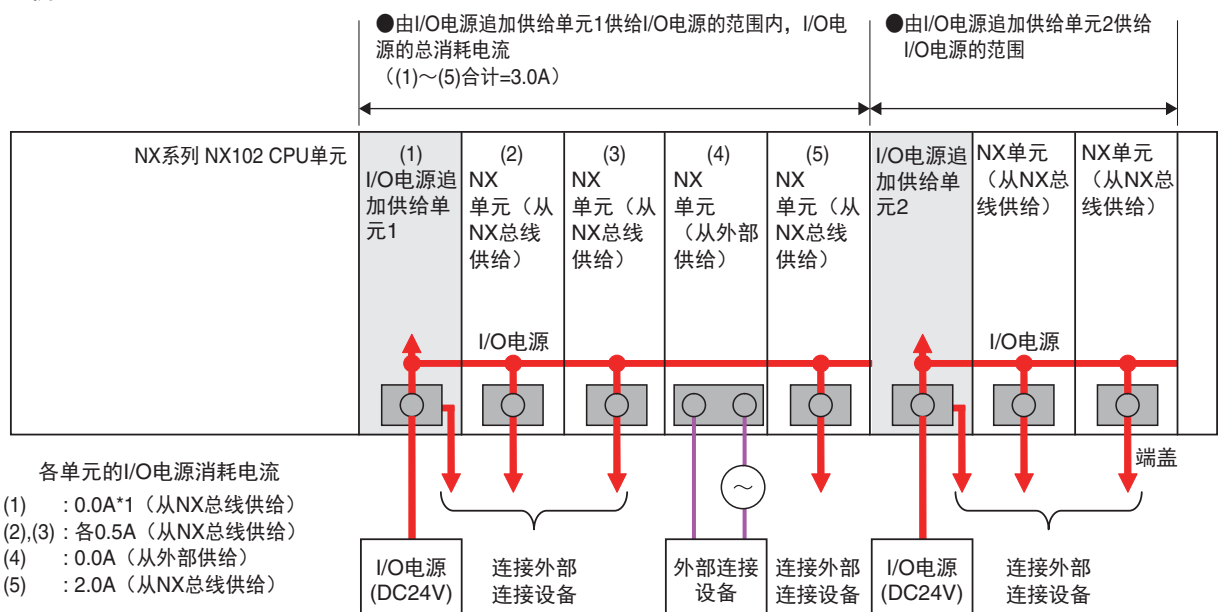 ●由I/O电源追加供给单元1供给I/O电源的范围内，I/O电
源的总消耗电流
（(1)～(5)合计=3.0A）
●由I/O电源追加供给单元2供给
I/O电源的范围
NX系列 NX102 CPU单元
(1)
I/O电源追
加供给单
元1
(2)
NX
单元（从
NX总线
供给）
(3)
NX
单元（从
NX总线
供给）
(4)
NX
单元
（从外部
供给）
(5)
NX
单元（从
NX总线
供给）
I/O电源追
加供给单
元2
NX单元
（从NX总
线供给）
NX单元
（从NX总
线供给）
I/O电源
I/O电源
端盖
各单元的I/O电源消耗电流
(1) : 0.0A*1（从NX总线供给）
(2),(3) : 各0.5A（从NX总线供给）
(4) : 0.0A（从外部供给）
(5) : 2.0A（从NX总线供给）
I/O电源
(DC24V)
连接外部
连接设备
外部连接
设备
连接外部
连接设备
I/O电源
(DC24V)
连接外部
连接设备